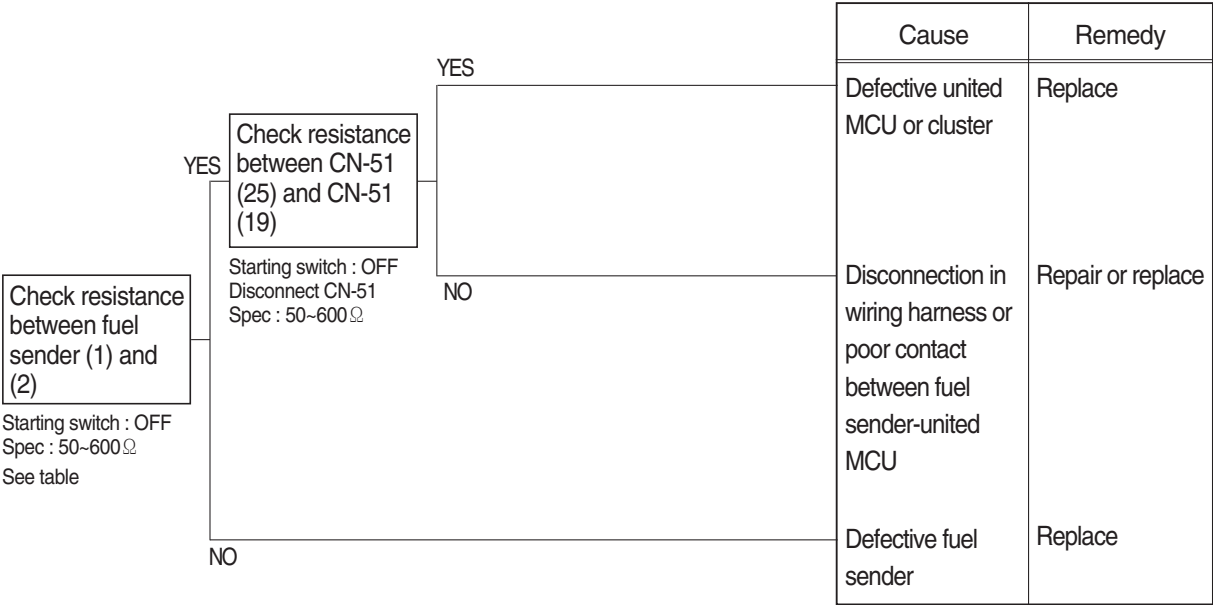 Check resistance
between fuel
sender (1) and
(2)
Starting switch : OFF
Spec : 50~600Ω
See table
YES
NO
Check resistance
between CN-51
(25) and CN-51
(19)
Starting switch : OFF
Disconnect CN-51
Spec : 50~600Ω
YES
NO
Cause
Remedy
Defective united
MCU or cluster
Replace
Disconnection in
wiring harness or
poor contact
between fuel
sender-united
MCU
Repair or replace
Defective fuel
sender
Replace